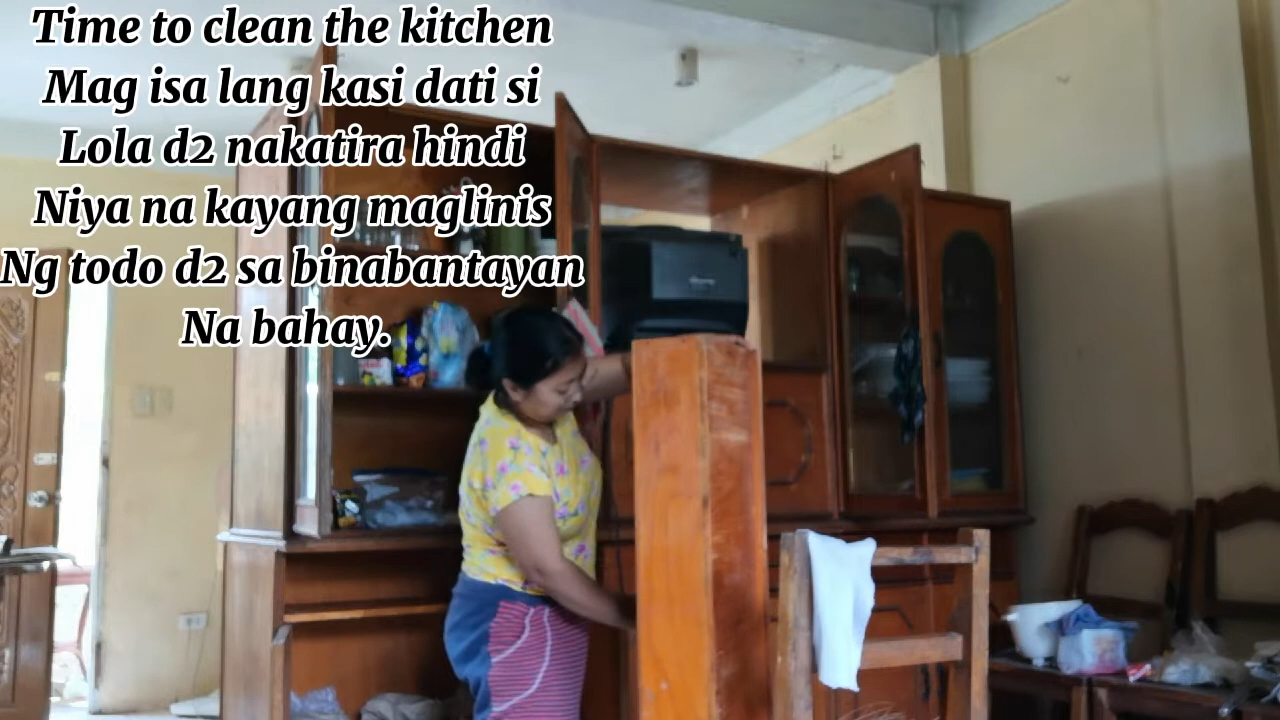 Time to clean the kitchen
Mag isa lang kasi dati si
Lola d2 nakatira hindi
Niya na kayang maglinis
Ng todo d2 sa binabantayan
Na bahay.